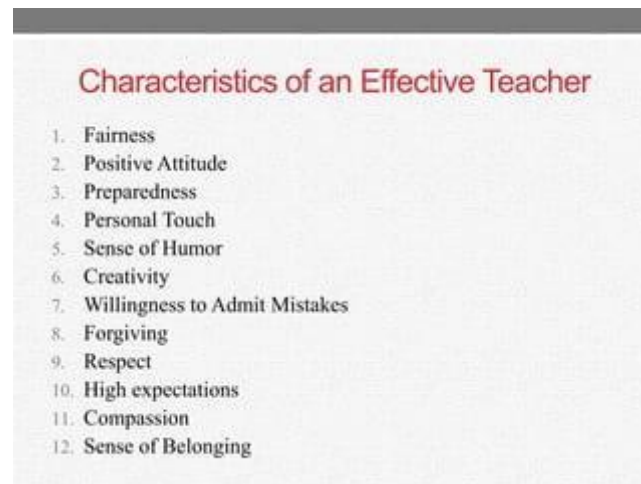 Characteristics of an Effective Teacher
1. Fairness
2. Positive Attitude
3. Preparedness
4. Personal Touch
5. Sense of Humor
6. Creativity
7. Willingness to Admit Mistakes
8. Forgiving
9. Respect
10. High expectations
11. Compassion
12. Sense of Belonging